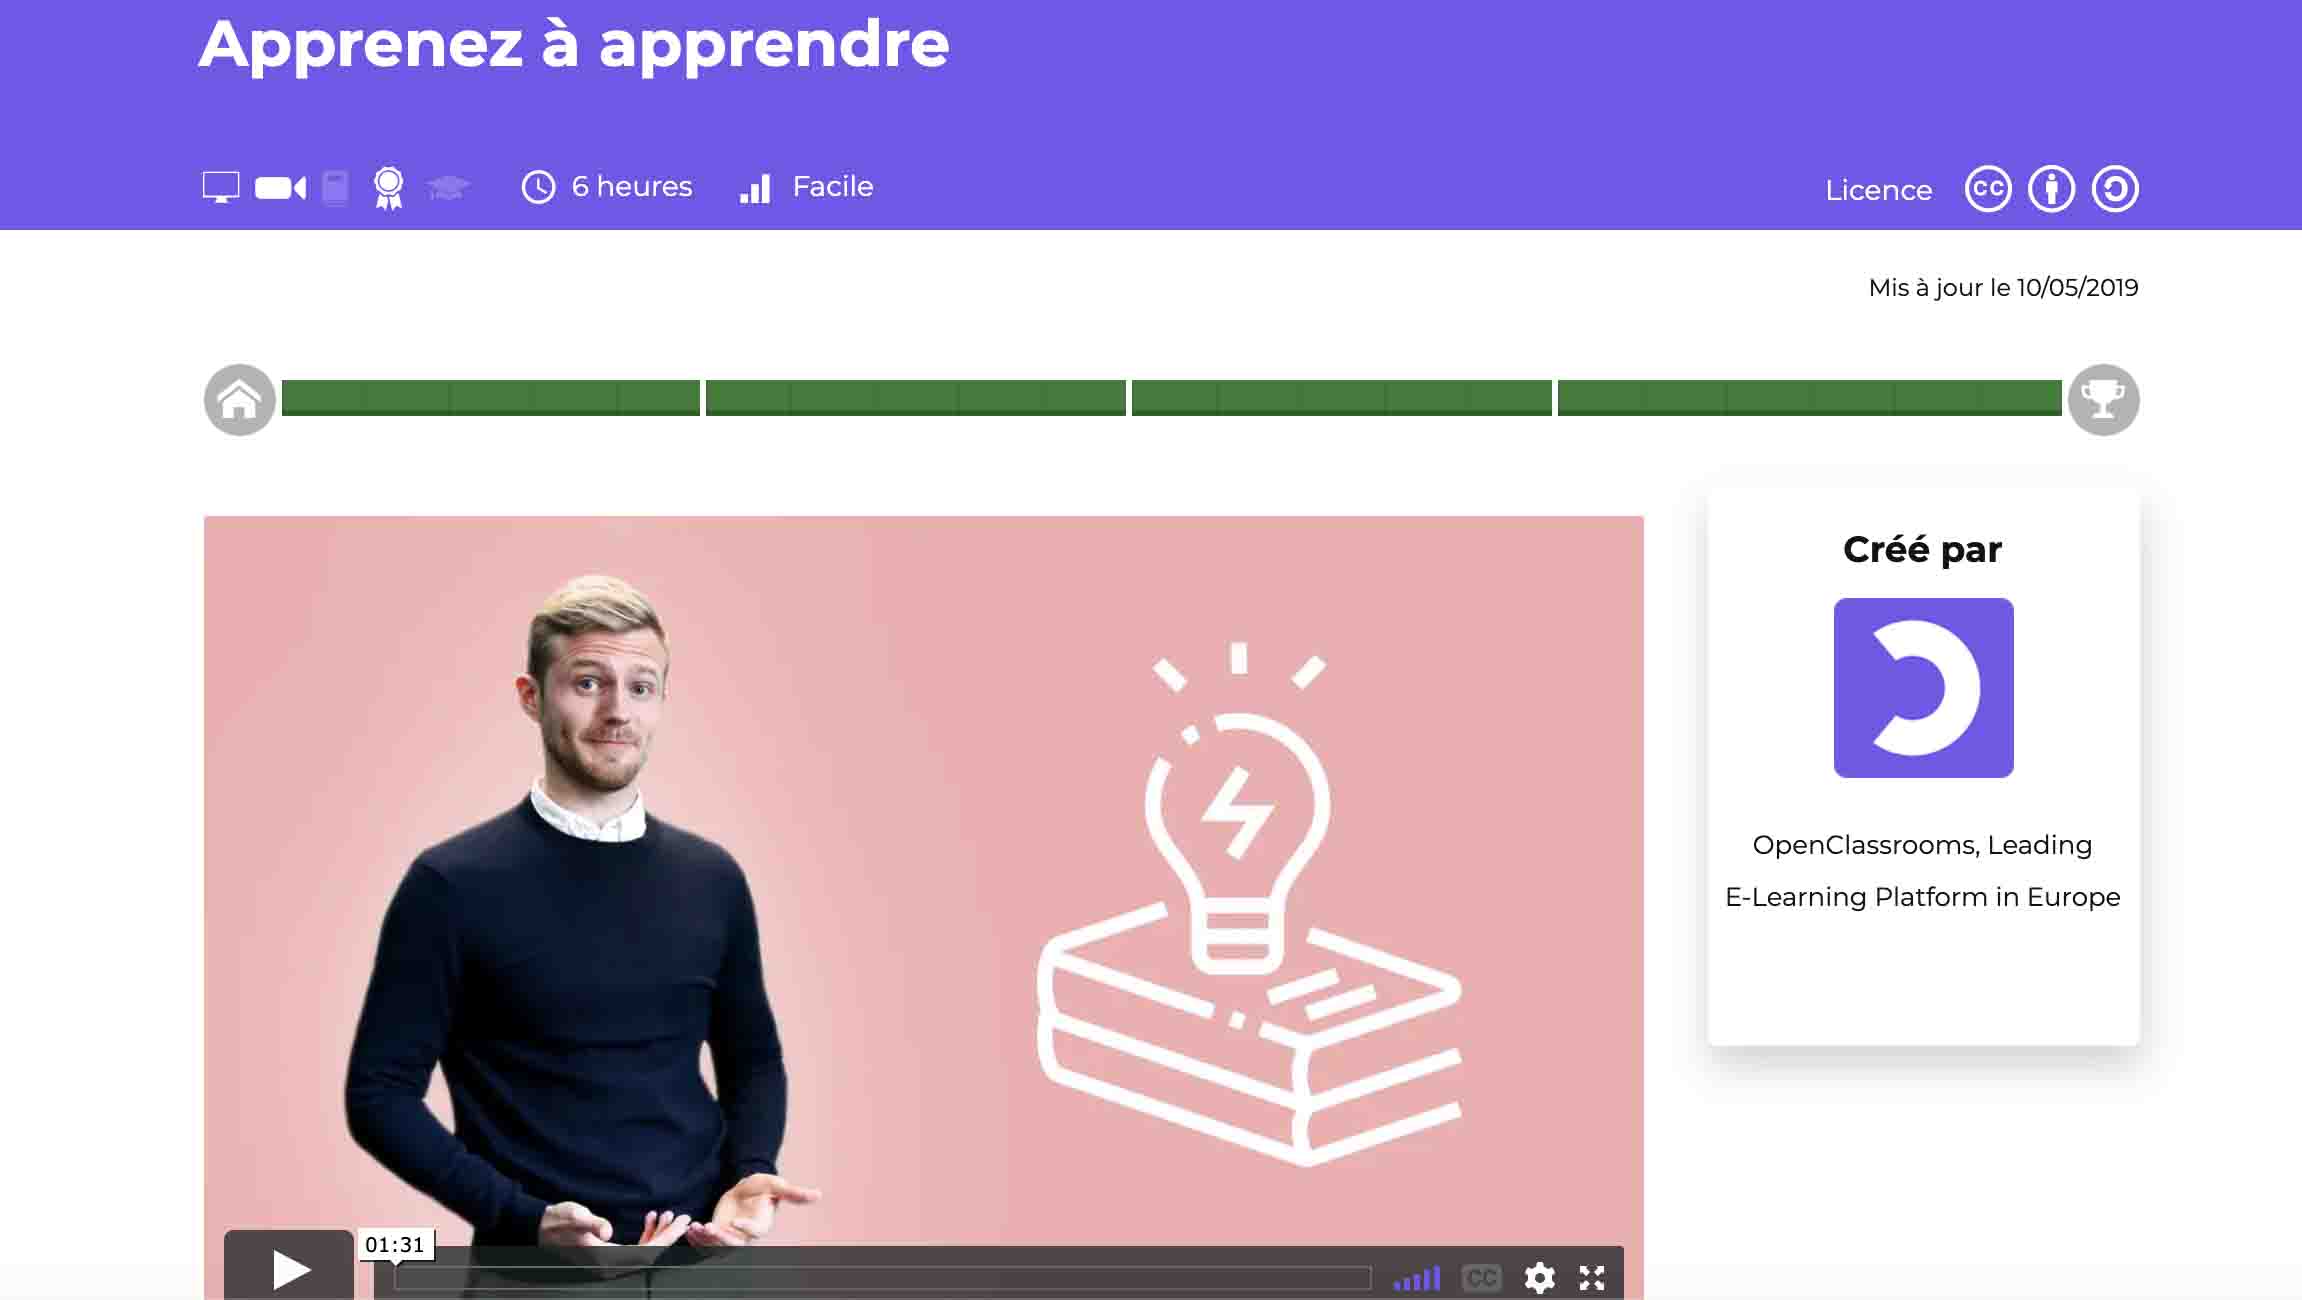 Apprenez à apprendre
6 heures
Facile
Licence
CC
Mis à jour le 10/05/2019
Créé par
OpenClassrooms, Leading
E-Learning Platform in Europe
01:31
CC